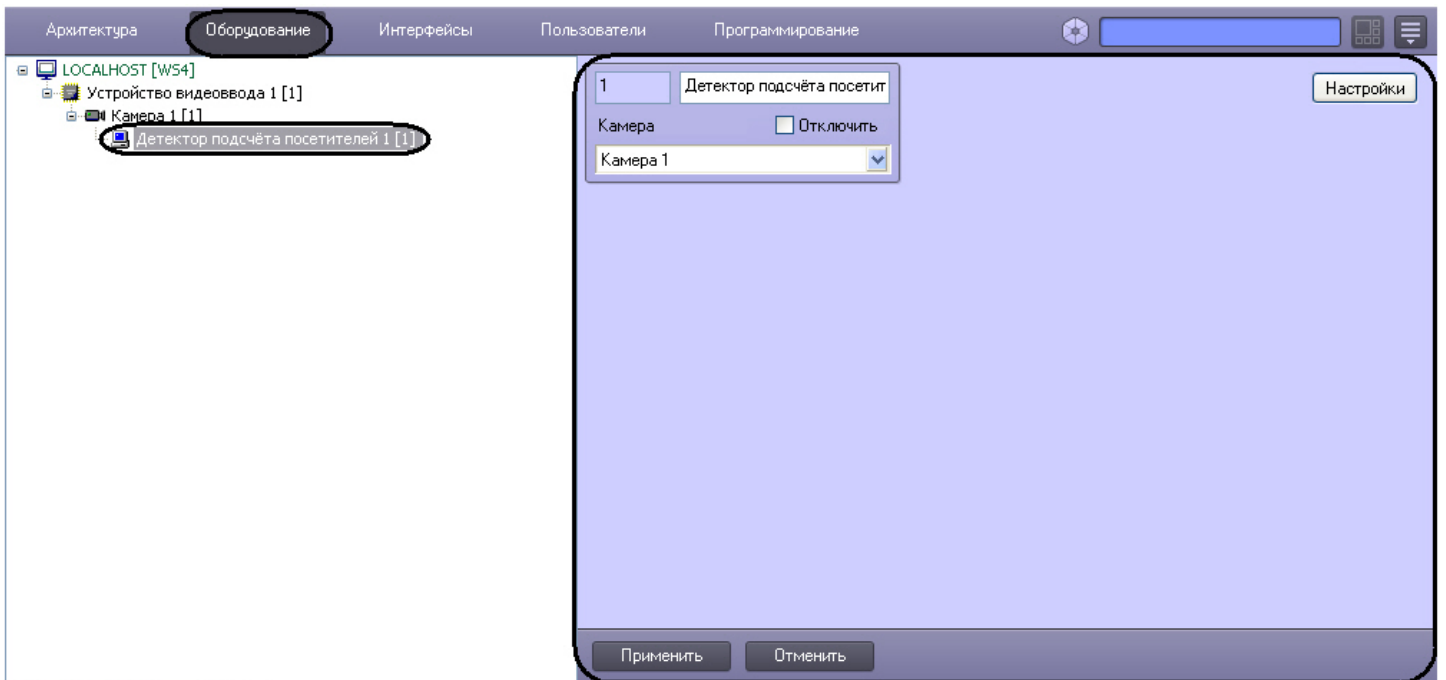 Архитектура Оборудование Интерфейсы Пользователи Программирование
LOCALHOST [WS4]
Устройство видеоввода 1 [1]
Камера 1 [1]
Детектор подсчёта посетителей 1 [1]
1 Детектор подсчёта посетит
Настройки
Камера Отключить
Камера 1
Применить Отменить